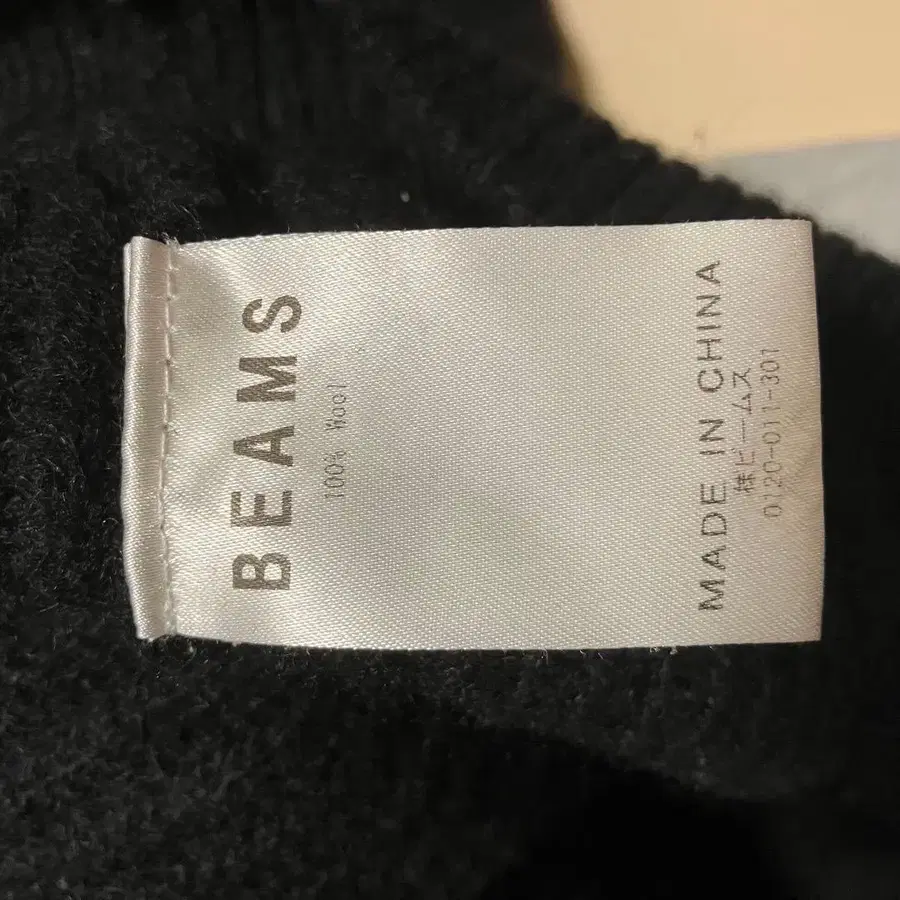 BEAMS
100% Wool
MADE IN CHINA
㈱ビームス
0120-011-301